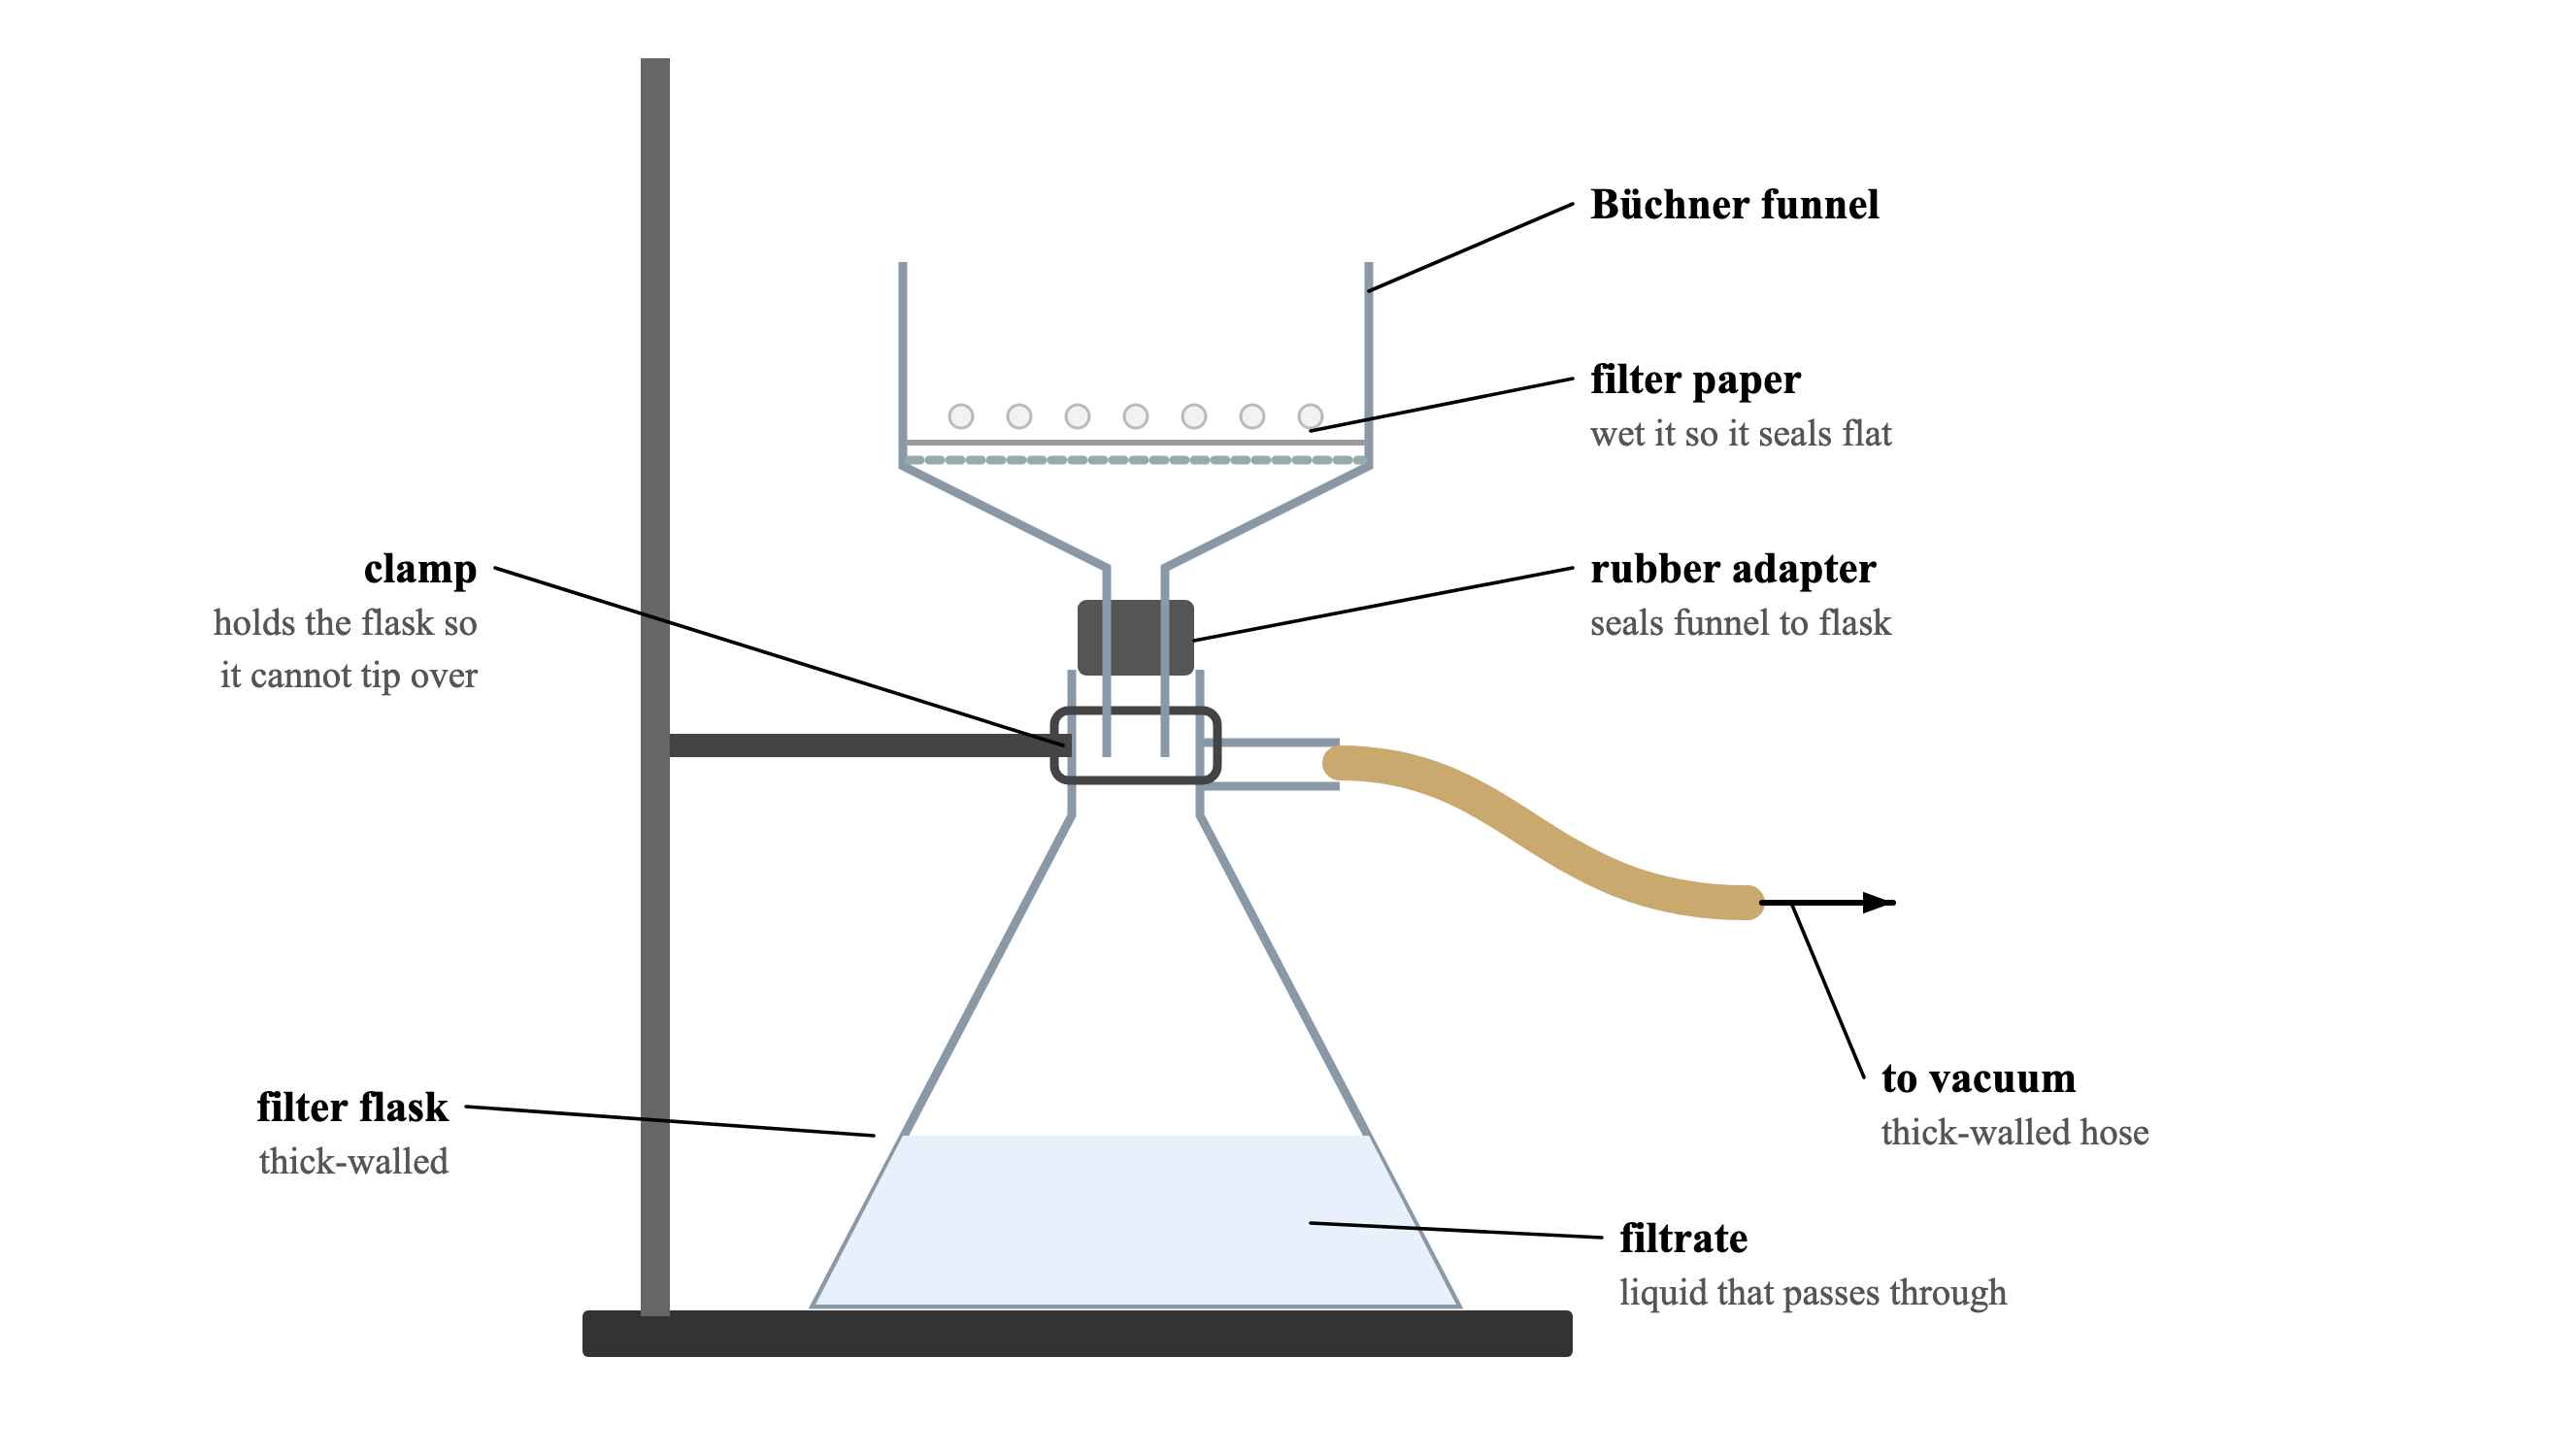 Büchner funnel
filter paper
wet it so it seals flat
clamp
holds the flask so
it cannot tip over
rubber adapter
seals funnel to flask
to vacuum
thick-walled hose
filter flask
thick-walled
filtrate
liquid that passes through